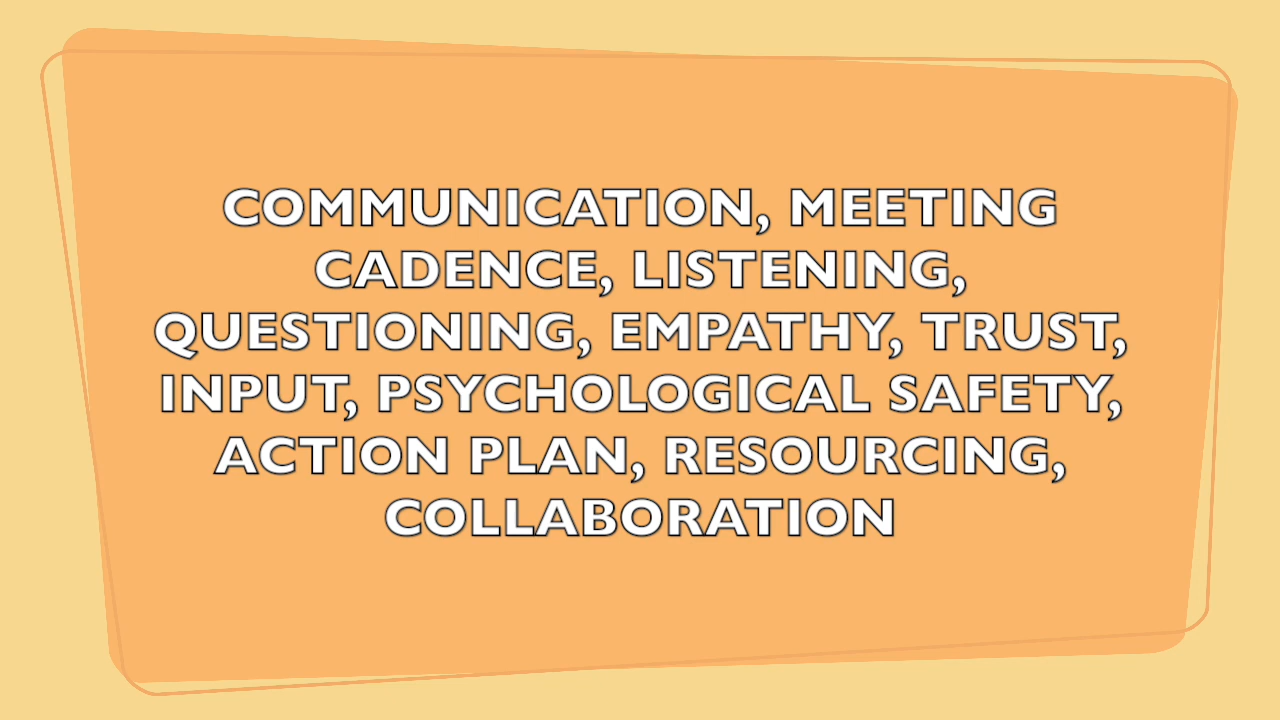 COMMUNICATION, MEETING
CADENCE, LISTENING,
QUESTIONING, EMPATHY, TRUST,
INPUT, PSYCHOLOGICAL SAFETY,
ACTION PLAN, RESOURCING,
COLLABORATION